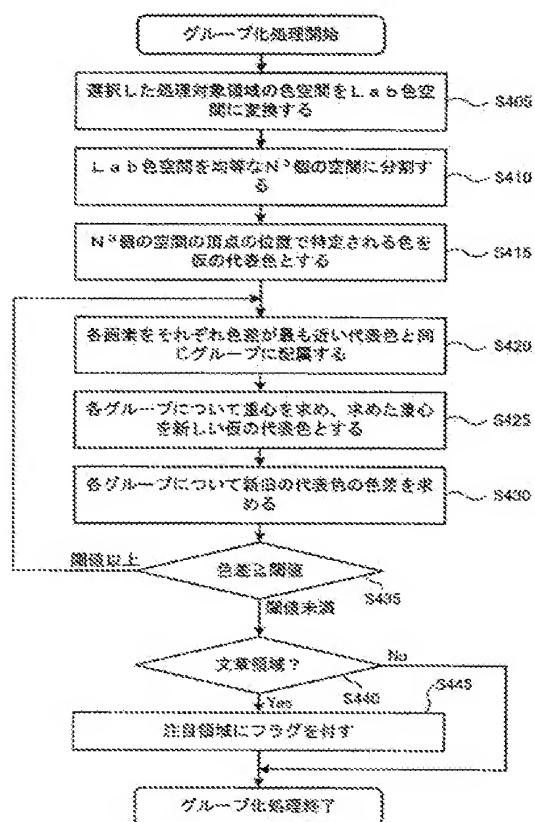 グループ化処理開始
選択した処理対象領域の色空間をLab色空
間に変換する
S405
Lab色空間を均等なN³個の空間に分割す
る
S410
N³個の空間の頂点の位置で特定される色を
仮の代表色とする
S415
各画素をそれぞれ色差が最も近い代表色と同
じグループに配属する
S420
各グループについて重心を求め、求めた重心
を新しい仮の代表色とする
S425
各グループについて新旧の代表色の色差を求
める
S430
閾値以上
色差≧閾値
S435
閾値未満
文章領域?
No
S440
Yes
S445
注目領域にフラグを付す
グループ化処理終了